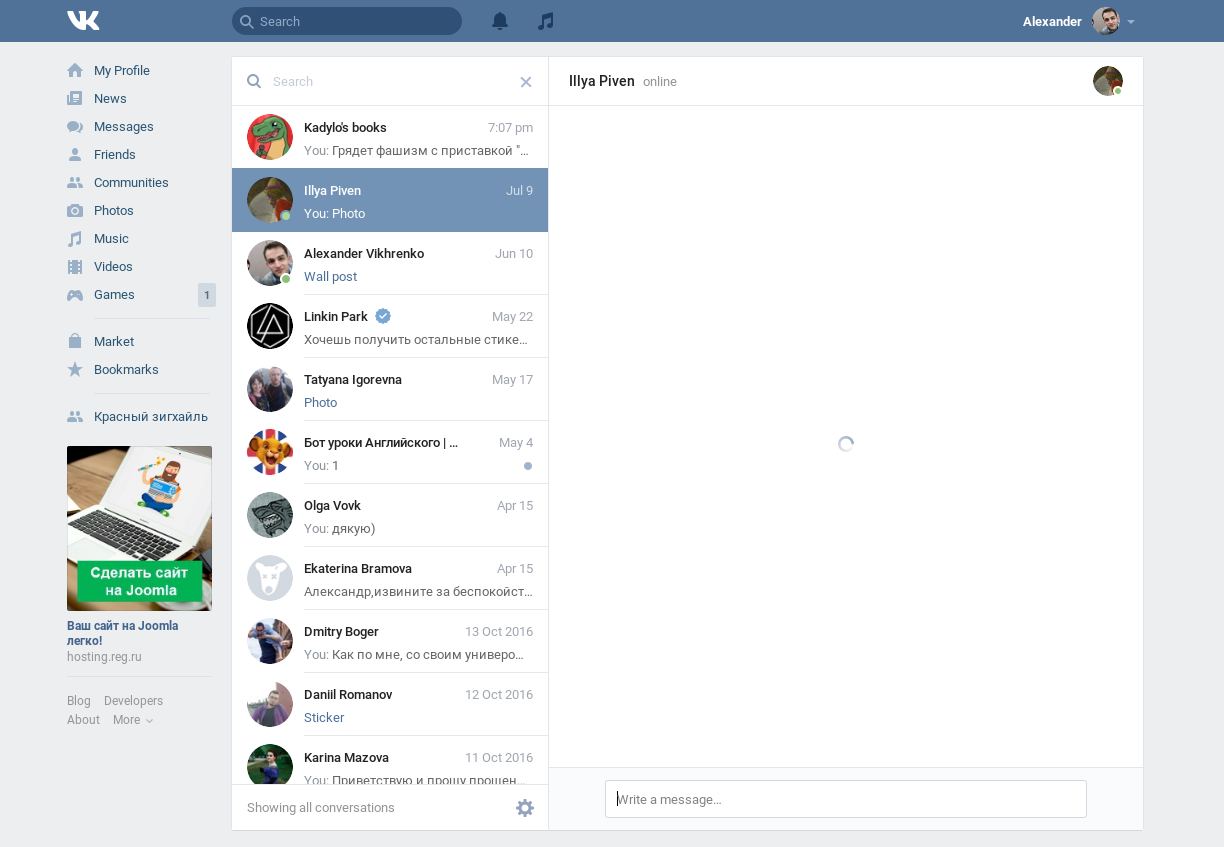 Search
Alexander
My Profile
News
Messages
Friends
Communities
Photos
Music
Videos
Games
1
Market
Bookmarks
Красный зигхайль
Сделать сайт
на Joomla
Ваш сайт на Joomla
легко!
hosting.reg.ru
Blog Developers
About More
Search
Kadylo's books 7:07 pm
You: Грядет фашизм с приставкой "...
Illya Piven Jul 9
You: Photo
Alexander Vikhrenko Jun 10
Wall post
Linkin Park May 22
Хочешь получить остальные стике...
Tatyana Igorevna May 17
Photo
Бот уроки Английского | ... May 4
You: 1
Olga Vovk Apr 15
You: дякую)
Ekaterina Bramova Apr 15
Александр,извините за беспокойст...
Dmitry Boger 13 Oct 2016
You: Как по мне, со своим универо...
Daniil Romanov 12 Oct 2016
Sticker
Karina Mazova 11 Oct 2016
You: Приветствую и прошу прощен...
Showing all conversations
Illya Piven online
Write a message...